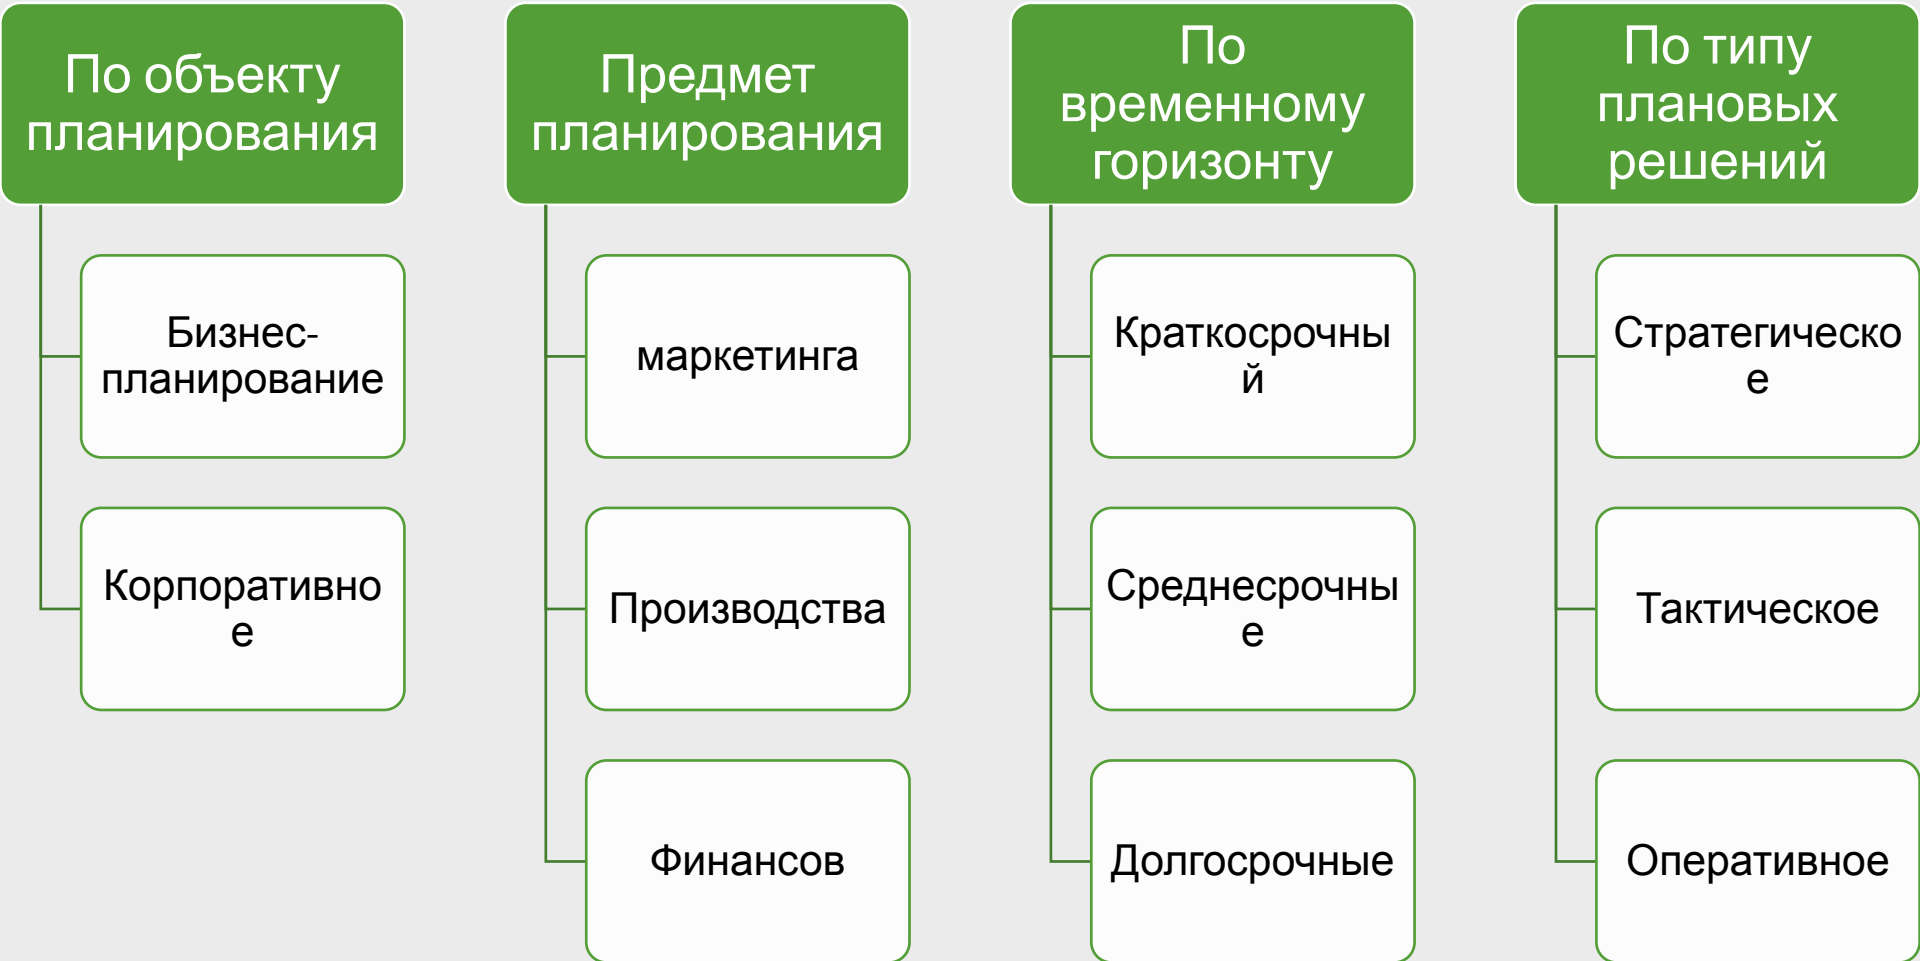 По объекту
планирования
Бизнес-
планирование
Корпоративно
е
Предмет
планирования
маркетинга
Производства
Финансов
По
временному
горизонту
Краткосрочны
й
Среднесрочны
е
Долгосрочные
По типу
плановых
решений
Стратегическо
е
Тактическое
Оперативное